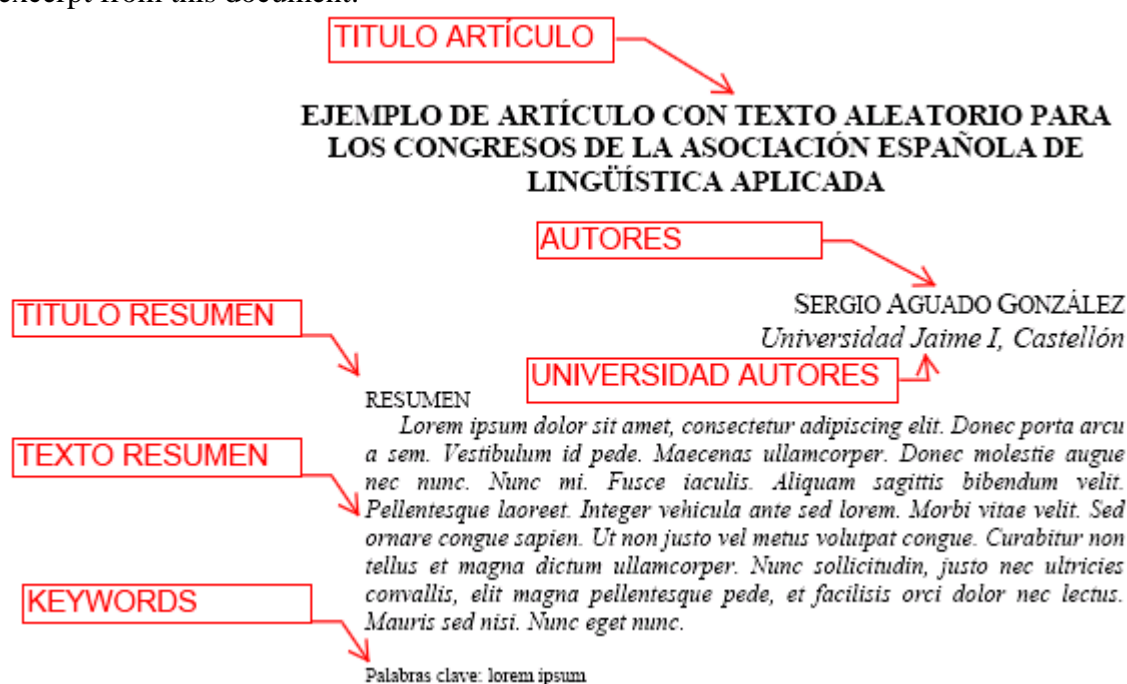 excerpt from this document.
TITULO ARTÍCULO
EJEMPLO DE ARTÍCULO CON TEXTO ALEATORIO PARA
LOS CONGRESOS DE LA ASOCIACIÓN ESPAÑOLA DE
LINGÜÍSTICA APLICADA
AUTORES
SERGIO AGUADO GONZÁLEZ
TITULO RESUMEN
Universidad Jaime I, Castellón
UNIVERSIDAD AUTORES
RESUMEN
Lorem ipsum dolor sit amet, consectetur adipiscing elit. Donec porta arcu
TEXTO RESUMEN
a sem. Vestibulum id pede. Maecenas ullamcorper. Donec molestie augue
nec nunc. Nunc mi. Fusce iaculis. Aliquam sagittis bibendum velit.
Pellentesque laoreet. Integer vehicula ante sed lorem. Morbi vitae velit. Sed
ornare congue sapien. Ut non justo vel metus volutpat congue. Curabitur non
tellus et magna dictum ullamcorper. Nunc sollicitudin, justo nec ultricies
KEYWORDS
convallis, elit magna pellentesque pede, et facilisis orci dolor nec lectus.
Mauris sed nisi. Nunc eget nunc.
Palabras clave: lorem ipsum